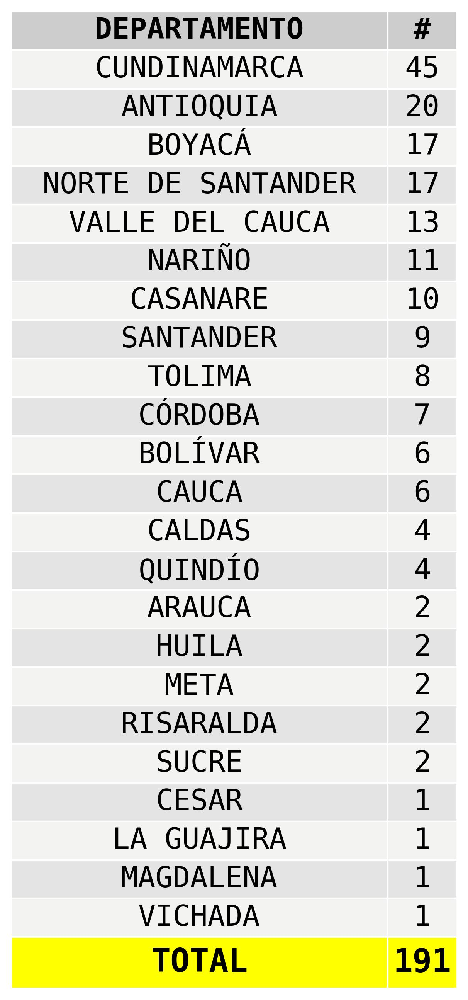 DEPARTAMENTO #
CUNDINAMARCA 45
ANTIOQUIA 20
BOYACÁ 17
NORTE DE SANTANDER 17
VALLE DEL CAUCA 13
NARIÑO 11
CASANARE 10
SANTANDER 9
TOLIMA 8
CÓRDOBA 7
BOLÍVAR 6
CAUCA 6
CALDAS 4
QUINDÍO 4
ARAUCA 2
HUILA 2
META 2
RISARALDA 2
SUCRE 2
CESAR 1
LA GUAJIRA 1
MAGDALENA 1
VICHADA 1
TOTAL 191